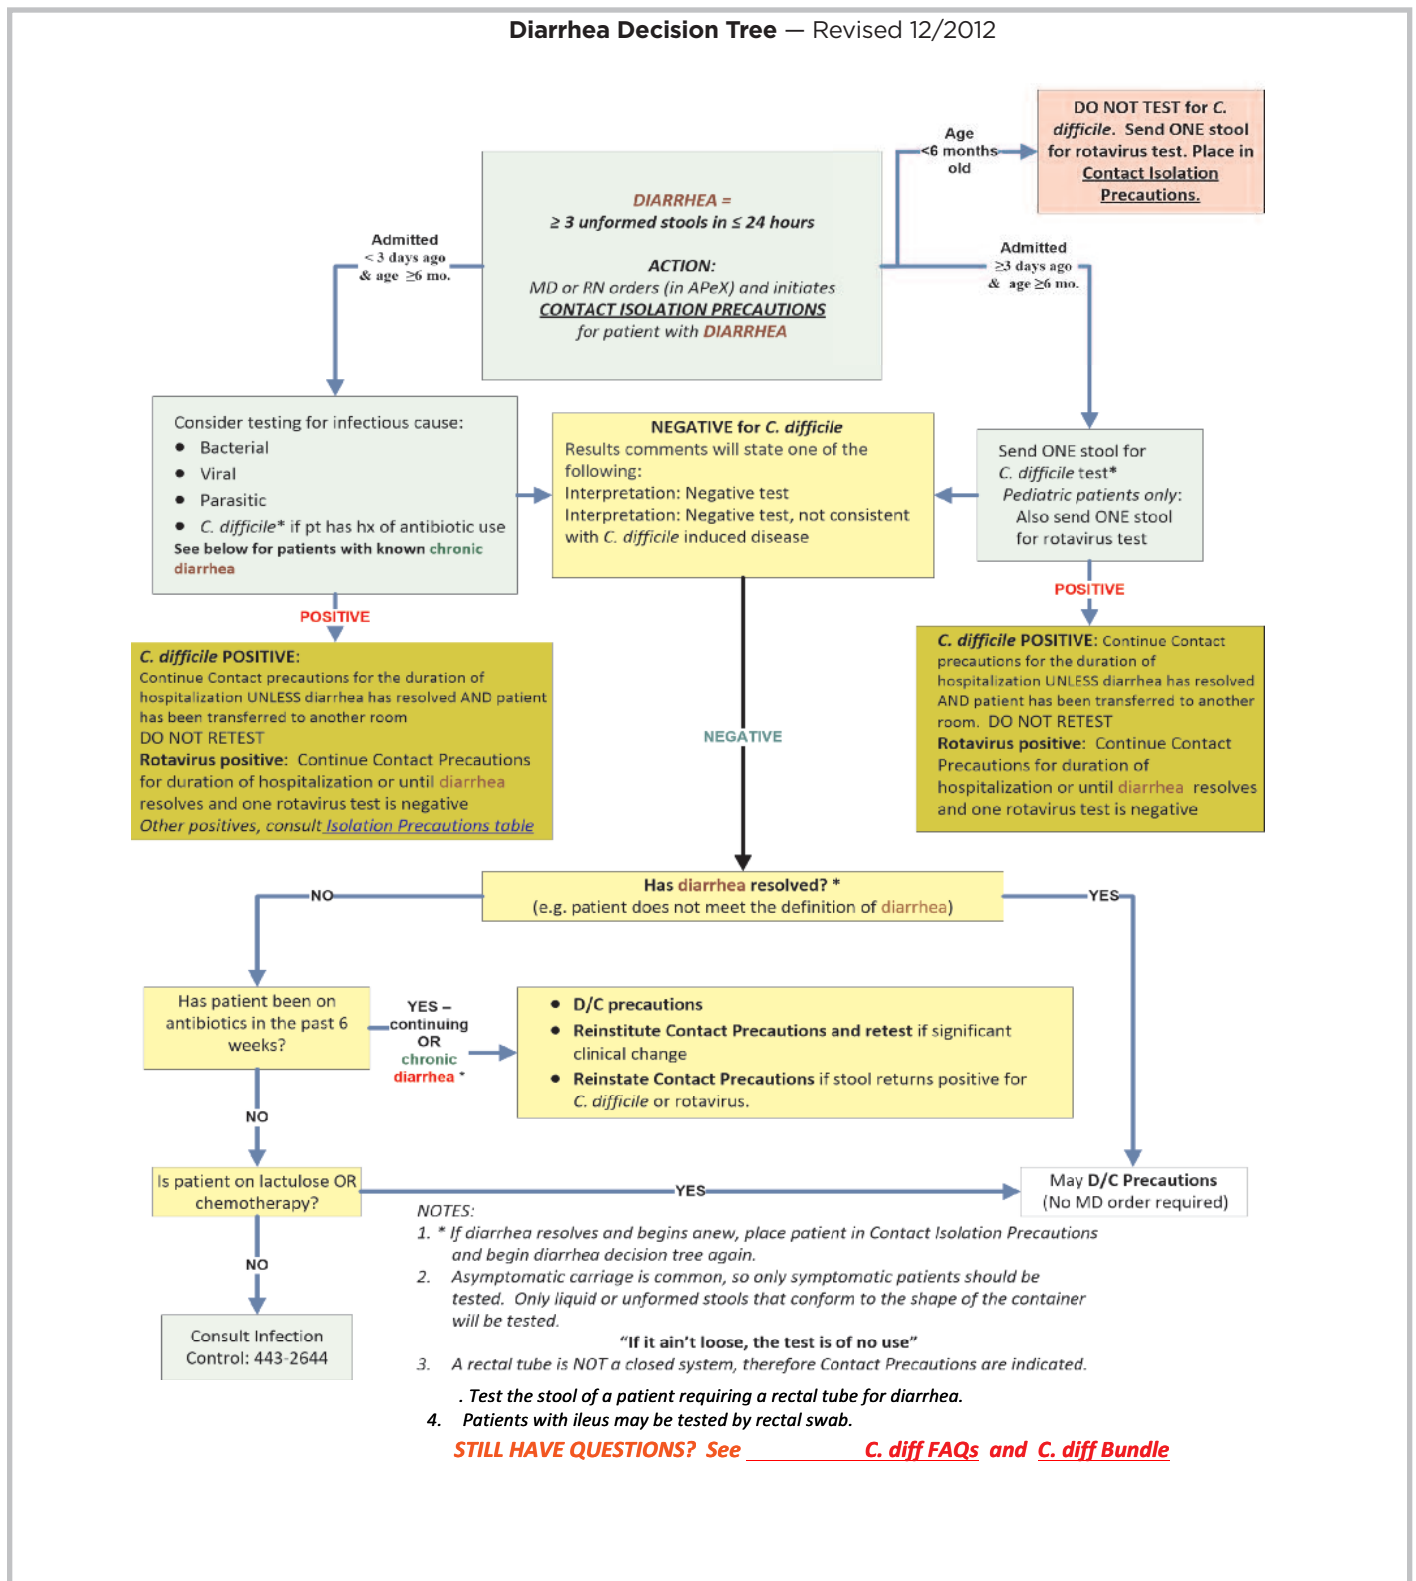 Diarrhea Decision Tree — Revised 12/2012
DO NOT TEST for C.
difficile. Send ONE stool
for rotavirus test. Place in
Contact Isolation
Precautions.
Age
<6 months
old
DIARRHEA =
≥ 3 unformed stools in ≤ 24 hours
ACTION:
MD or RN orders (in APeX) and initiates
CONTACT ISOLATION PRECAUTIONS
for patient with DIARRHEA
Admitted
< 3 days ago
& age ≥6 mo.
Admitted
≥3 days ago
& age ≥6 mo.
Consider testing for infectious cause:
● Bacterial
● Viral
● Parasitic
● C. difficile* if pt has hx of antibiotic use
See below for patients with known chronic
diarrhea
NEGATIVE for C. difficile
Results comments will state one of the
following:
Interpretation: Negative test
Interpretation: Negative test, not consistent
with C. difficile induced disease
Send ONE stool for
C. difficile test*
Pediatric patients only:
Also send ONE stool
for rotavirus test
POSITIVE
POSITIVE
C. difficile POSITIVE:
Continue Contact precautions for the duration of
hospitalization UNLESS diarrhea has resolved AND patient
has been transferred to another room
DO NOT RETEST
Rotavirus positive: Continue Contact Precautions
for duration of hospitalization or until diarrhea
resolves and one rotavirus test is negative
Other positives, consult Isolation Precautions table
C. difficile POSITIVE: Continue Contact
precautions for the duration of
hospitalization UNLESS diarrhea has resolved
AND patient has been transferred to another
room. DO NOT RETEST
Rotavirus positive: Continue Contact
Precautions for duration of
hospitalization or until diarrhea resolves
and one rotavirus test is negative
NEGATIVE
Has diarrhea resolved? *
(e.g. patient does not meet the definition of diarrhea)
NO
YES
Has patient been on
antibiotics in the past 6
weeks?
YES –
continuing
OR
chronic
diarrhea *
● D/C precautions
● Reinstitute Contact Precautions and retest if significant
clinical change
● Reinstate Contact Precautions if stool returns positive for
C. difficile or rotavirus.
NO
Is patient on lactulose OR
chemotherapy?
YES
May D/C Precautions
(No MD order required)
NO
Consult Infection
Control: 443-2644
NOTES:
1. * If diarrhea resolves and begins anew, place patient in Contact Isolation Precautions
and begin diarrhea decision tree again.
2. Asymptomatic carriage is common, so only symptomatic patients should be
tested. Only liquid or unformed stools that conform to the shape of the container
will be tested.
“If it ain’t loose, the test is of no use”
3. A rectal tube is NOT a closed system, therefore Contact Precautions are indicated.
. Test the stool of a patient requiring a rectal tube for diarrhea.
4. Patients with ileus may be tested by rectal swab.
STILL HAVE QUESTIONS? See C. diff FAQs and C. diff Bundle